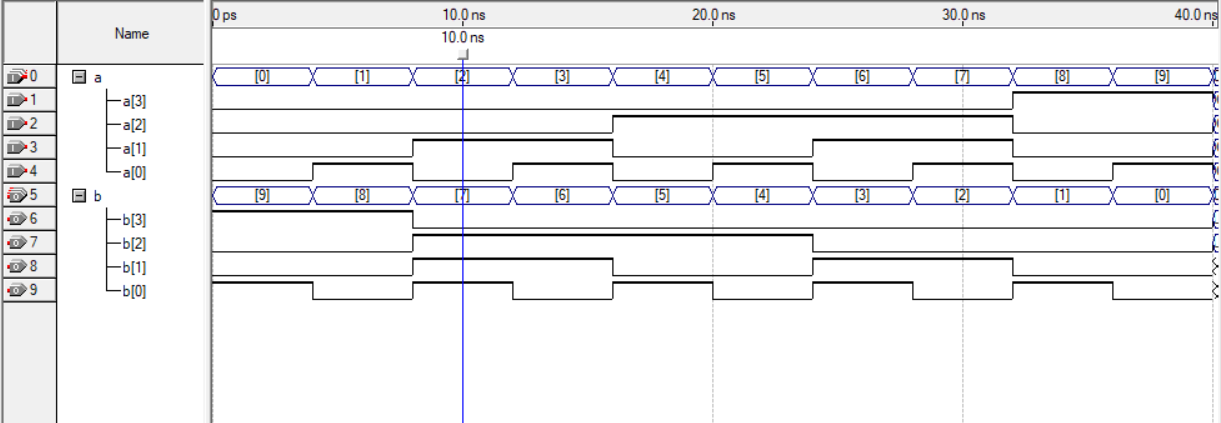 Name
0 ps 10.0 ns 20.0 ns 30.0 ns 40.0 ns
10.0 ns
0 a [0] [1] [2] [3] [4] [5] [6] [7] [8] [9]
1 a[3]
2 a[2]
3 a[1]
4 a[0]
5 b [9] [8] [7] [6] [5] [4] [3] [2] [1] [0]
6 b[3]
7 b[2]
8 b[1]
9 b[0]